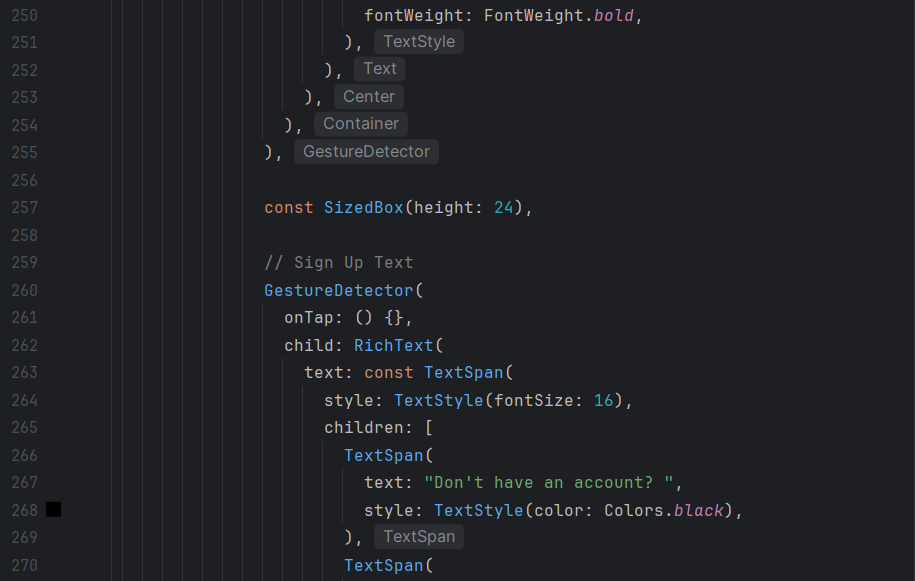 250 fontWeight: FontWeight.bold,
251 ), TextStyle
252 ), Text
253 ), Center
254 ), Container
255 ), GestureDetector
256
257 const SizedBox(height: 24),
258
259 // Sign Up Text
260 GestureDetector(
261 onTap: () {},
262 child: RichText(
263 text: const TextSpan(
264 style: TextStyle(fontSize: 16),
265 children: [
266 TextSpan(
267 text: "Don't have an account? ",
268 style: TextStyle(color: Colors.black),
269 ), TextSpan
270 TextSpan(